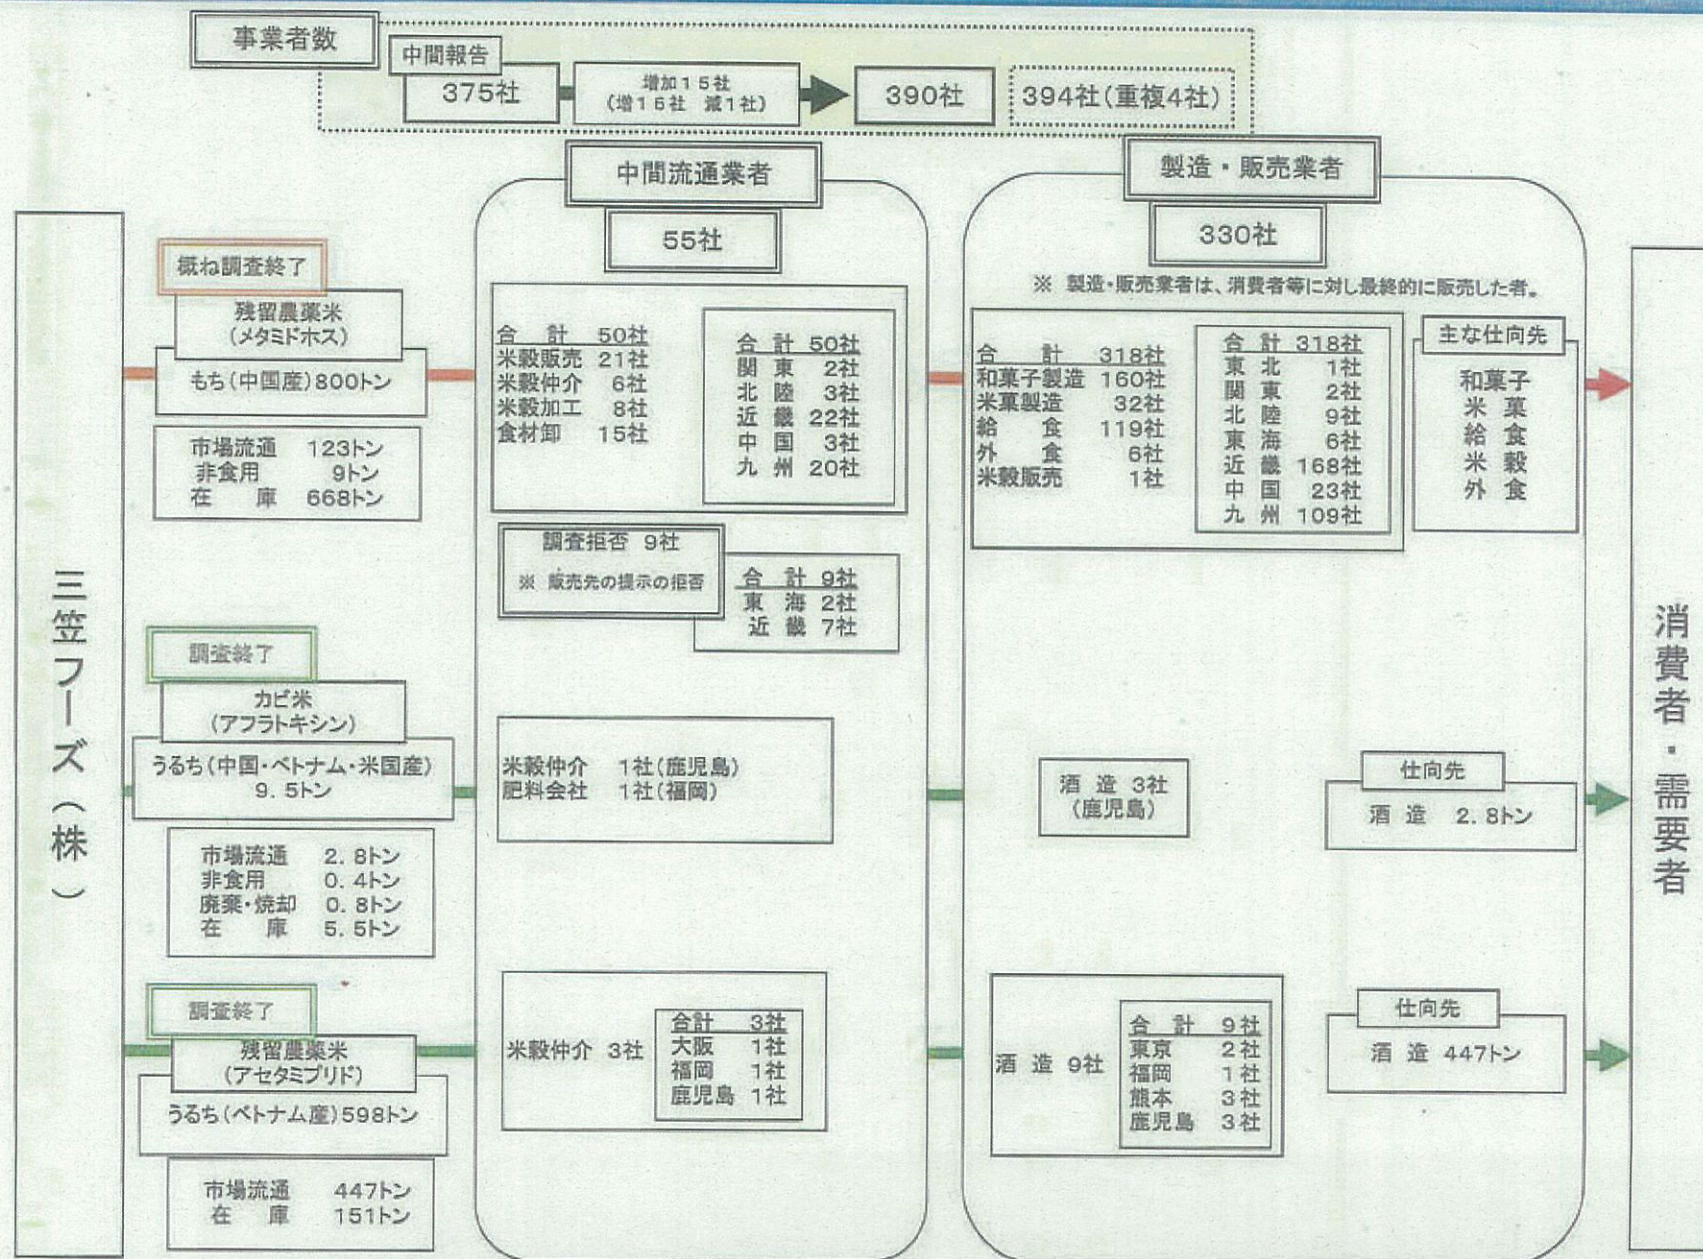 事業者数
中間報告
375社
増加15社
(増16社 減1社)
390社
394社(重複4社)
中間流通業者
55社
製造・販売業者
330社
※ 製造・販売業者は、消費者等に対し最終的に販売した者。
三笠フーズ(株)
概ね調査終了
残留農薬米
(メタミドホス)
もち(中国産)800トン
市場流通 123トン
非食用 9トン
在庫 668トン
合計 50社
米穀販売 21社
米穀仲介 6社
米穀加工 8社
食材卸 15社
合計 50社
関東 2社
北陸 3社
近畿 22社
中国 3社
九州 20社
調査拒否 9社
※ 販売先の提示の拒否
合計 9社
東海 2社
近畿 7社
合計 318社
和菓子製造 160社
米菓製造 32社
給食 119社
外食 6社
米穀販売 1社
合計 318社
東北 1社
関東 2社
北陸 9社
東海 6社
近畿 168社
中国 23社
九州 109社
主な仕向先
和菓子
米菓
給食
米穀
外食
調査終了
カビ米
(アフラトキシン)
うるち(中国・ベトナム・米国産)
9.5トン
市場流通 2.8トン
非食用 0.4トン
廃棄・焼却 0.8トン
在庫 5.5トン
米穀仲介 1社(鹿児島)
肥料会社 1社(福岡)
酒造 3社
(鹿児島)
仕向先
酒造 2.8トン
調査終了
残留農薬米
(アセタミプリド)
うるち(ベトナム産)598トン
市場流通 447トン
在庫 151トン
米穀仲介 3社
合計 3社
大阪 1社
福岡 1社
鹿児島 1社
酒造 9社
合計 9社
東京 2社
福岡 1社
熊本 3社
鹿児島 3社
仕向先
酒造 447トン
消費者・需要者